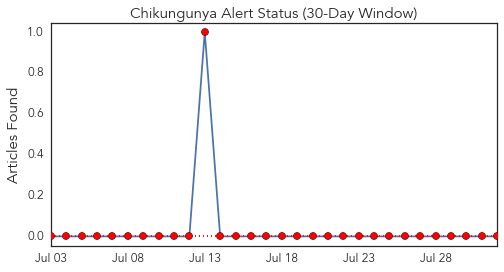 Chikungunya Alert Status (30-Day Window)
Articles Found
1.0
0.8
0.6
0.4
0.2
0.0
Jul 03 Jul 08 Jul 13 Jul 18 Jul 23 Jul 28